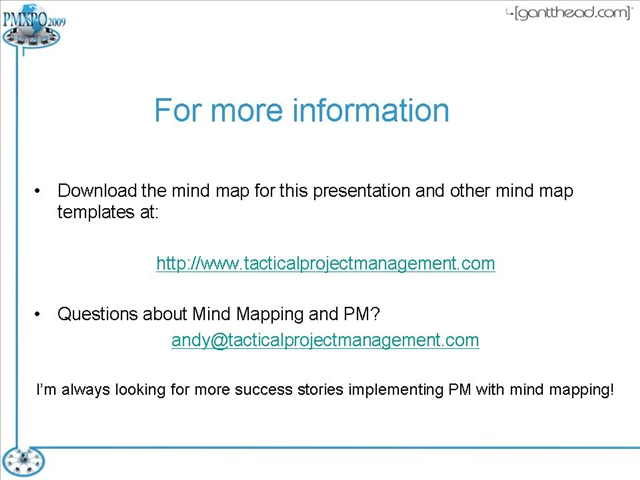 PMXPO 2009
[gantthead.com]®
For more information
• Download the mind map for this presentation and other mind map
templates at:
http://www.tacticalprojectmanagement.com
• Questions about Mind Mapping and PM?
andy@tacticalprojectmanagement.com
I'm always looking for more success stories implementing PM with mind mapping!